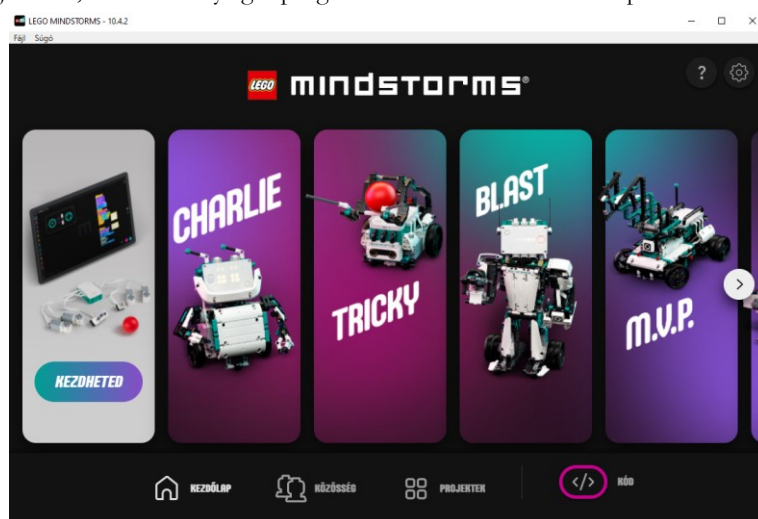 LEGO MINDSTORMS - 10.4.2
Fájl Súgó
LEGO mindstorms®
?
CHARLIE
TRICKY
BLAST
M.V.P.
KEZDHETED
KEZDŐLAP
KÖZÖSSÉG
PROJEKTEK
</> KÓD